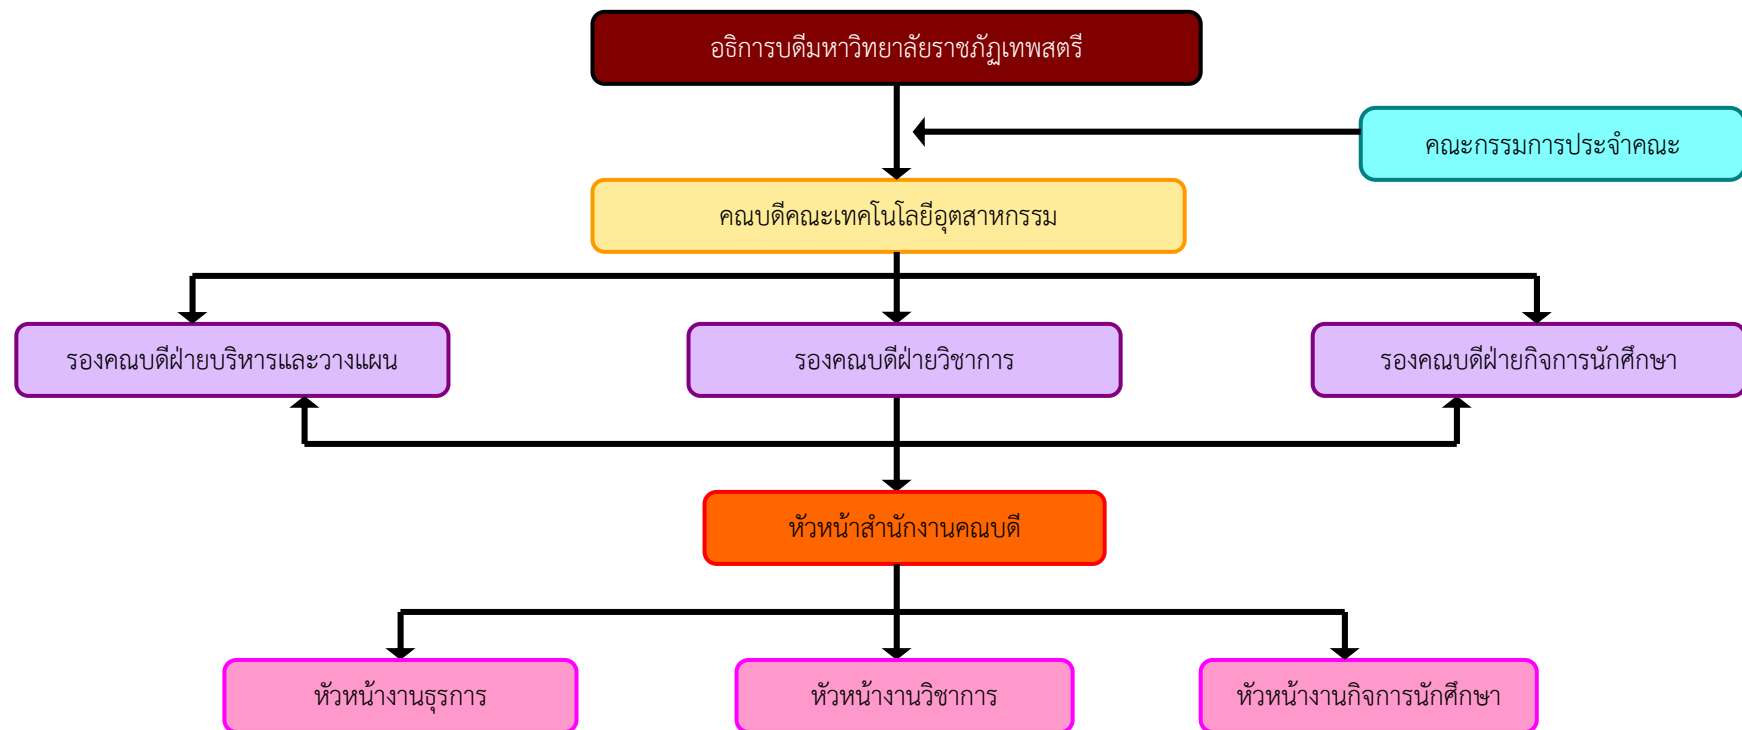 อธิการบดีมหาวิทยาลัยราชภัฏเทพสตรี
คณะกรรมการประจำคณะ
คณบดีคณะเทคโนโลยีอุตสาหกรรม
รองคณบดีฝ่ายบริหารและวางแผน
รองคณบดีฝ่ายวิชาการ
รองคณบดีฝ่ายกิจการนักศึกษา
หัวหน้าสำนักงานคณบดี
หัวหน้างานธุรการ
หัวหน้างานวิชาการ
หัวหน้างานกิจการนักศึกษา